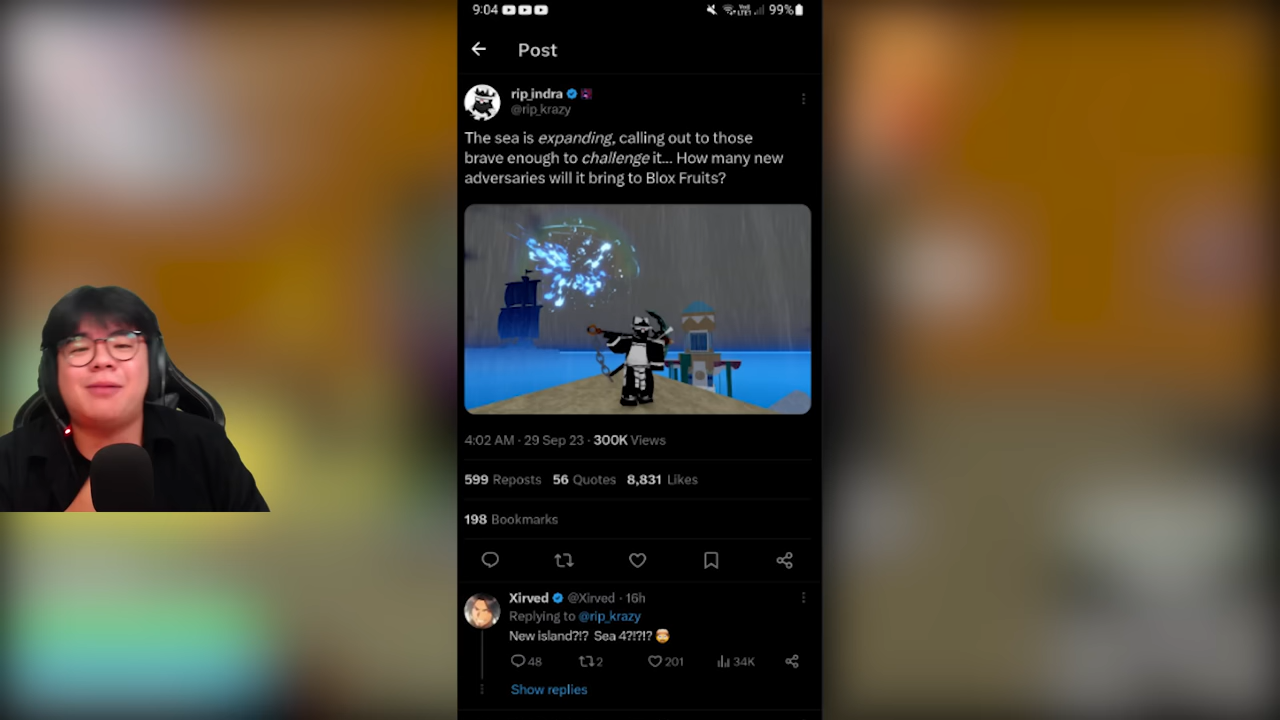 9:04
VoD LTE1 99%
Post
rip_indra
@rip_krazy
The sea is expanding, calling out to those
brave enough to challenge it... How many new
adversaries will it bring to Blox Fruits?
4:02 AM · 29 Sep 23 · 300K Views
599 Reposts 56 Quotes 8,831 Likes
198 Bookmarks
Xirved @Xirved · 16h
Replying to @rip_krazy
New island?!? Sea 4?!?!?
48 2 201 34K
Show replies